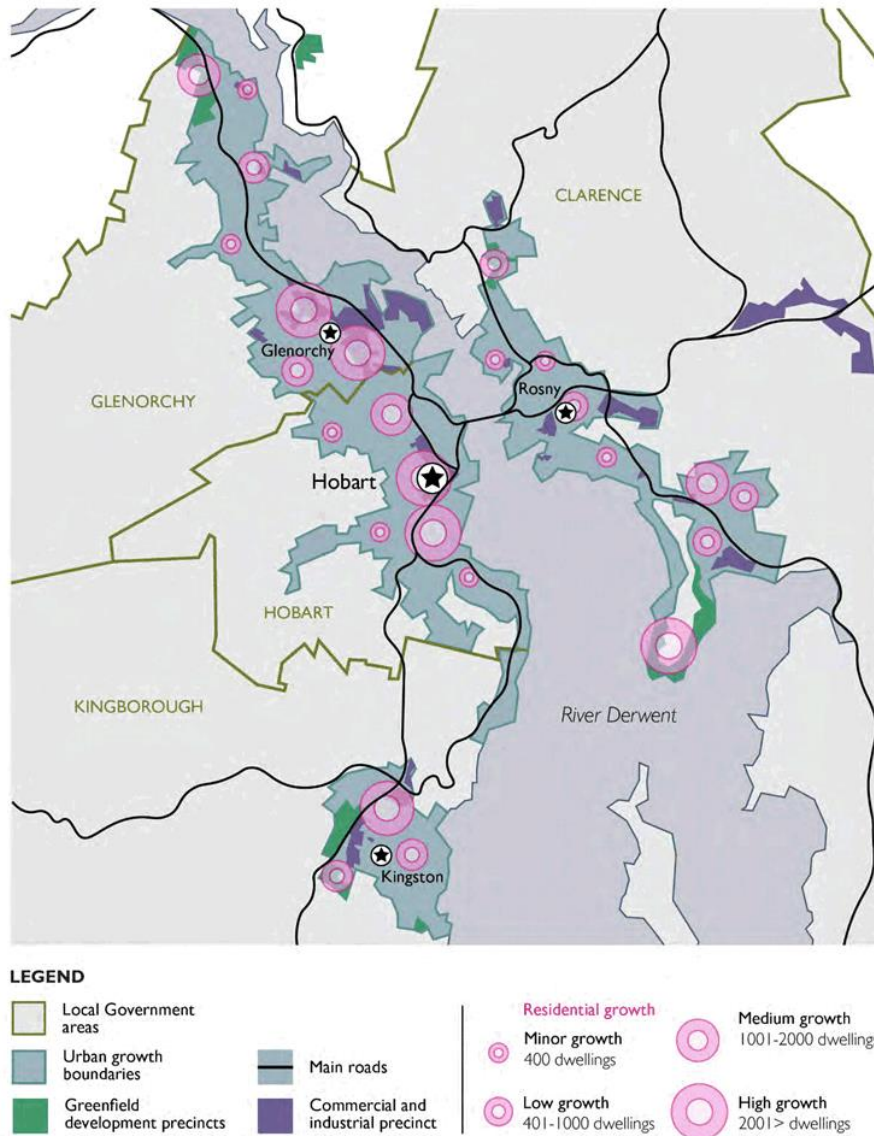 CLARENCE
Glenorchy
Rosny
GLENORCHY
Hobart
HOBART
KINGBOROUGH
River Derwent
Kingston
LEGEND
Local Government
areas
Urban growth
boundaries
Greenfield
development precincts
Main roads
Commercial and
industrial precinct
Residential growth
Minor growth
400 dwellings
Low growth
401-1000 dwellings
Medium growth
1001-2000 dwellings
High growth
2001> dwellings